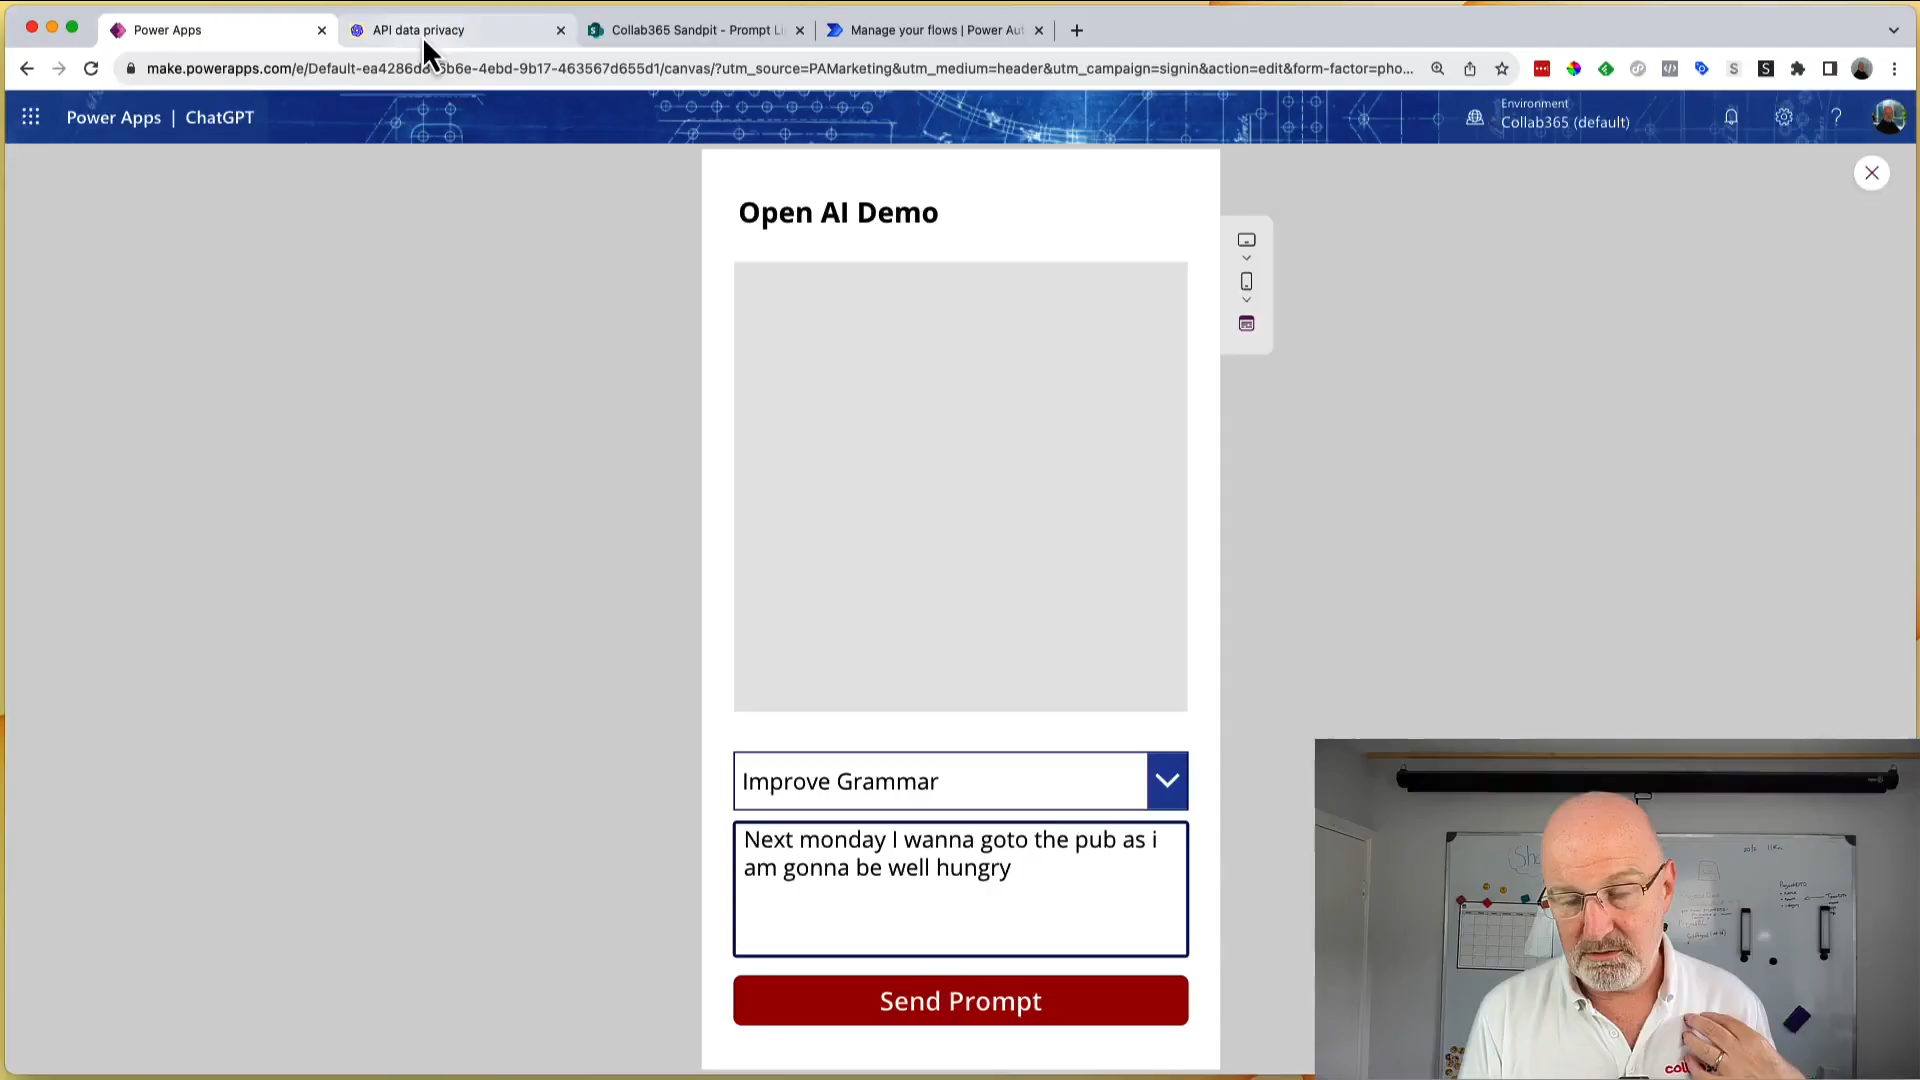 Power Apps
API data privacy
Collab365 Sandpit - Prompt Li
Manage your flows | Power Aut
make.powerapps.com/e/Default-ea4286da-
b6e-4ebd-9b17-463567d655d1/canvas/?utm_source=PAMarketing&utm_medium=header&utm_campaign=signin&action=edit&form-factor=pho...
Power Apps | ChatGPT
Environment
Collab365 (default)
Open AI Demo
Improve Grammar
Next monday I wanna goto the pub as i
am gonna be well hungry
Send Prompt